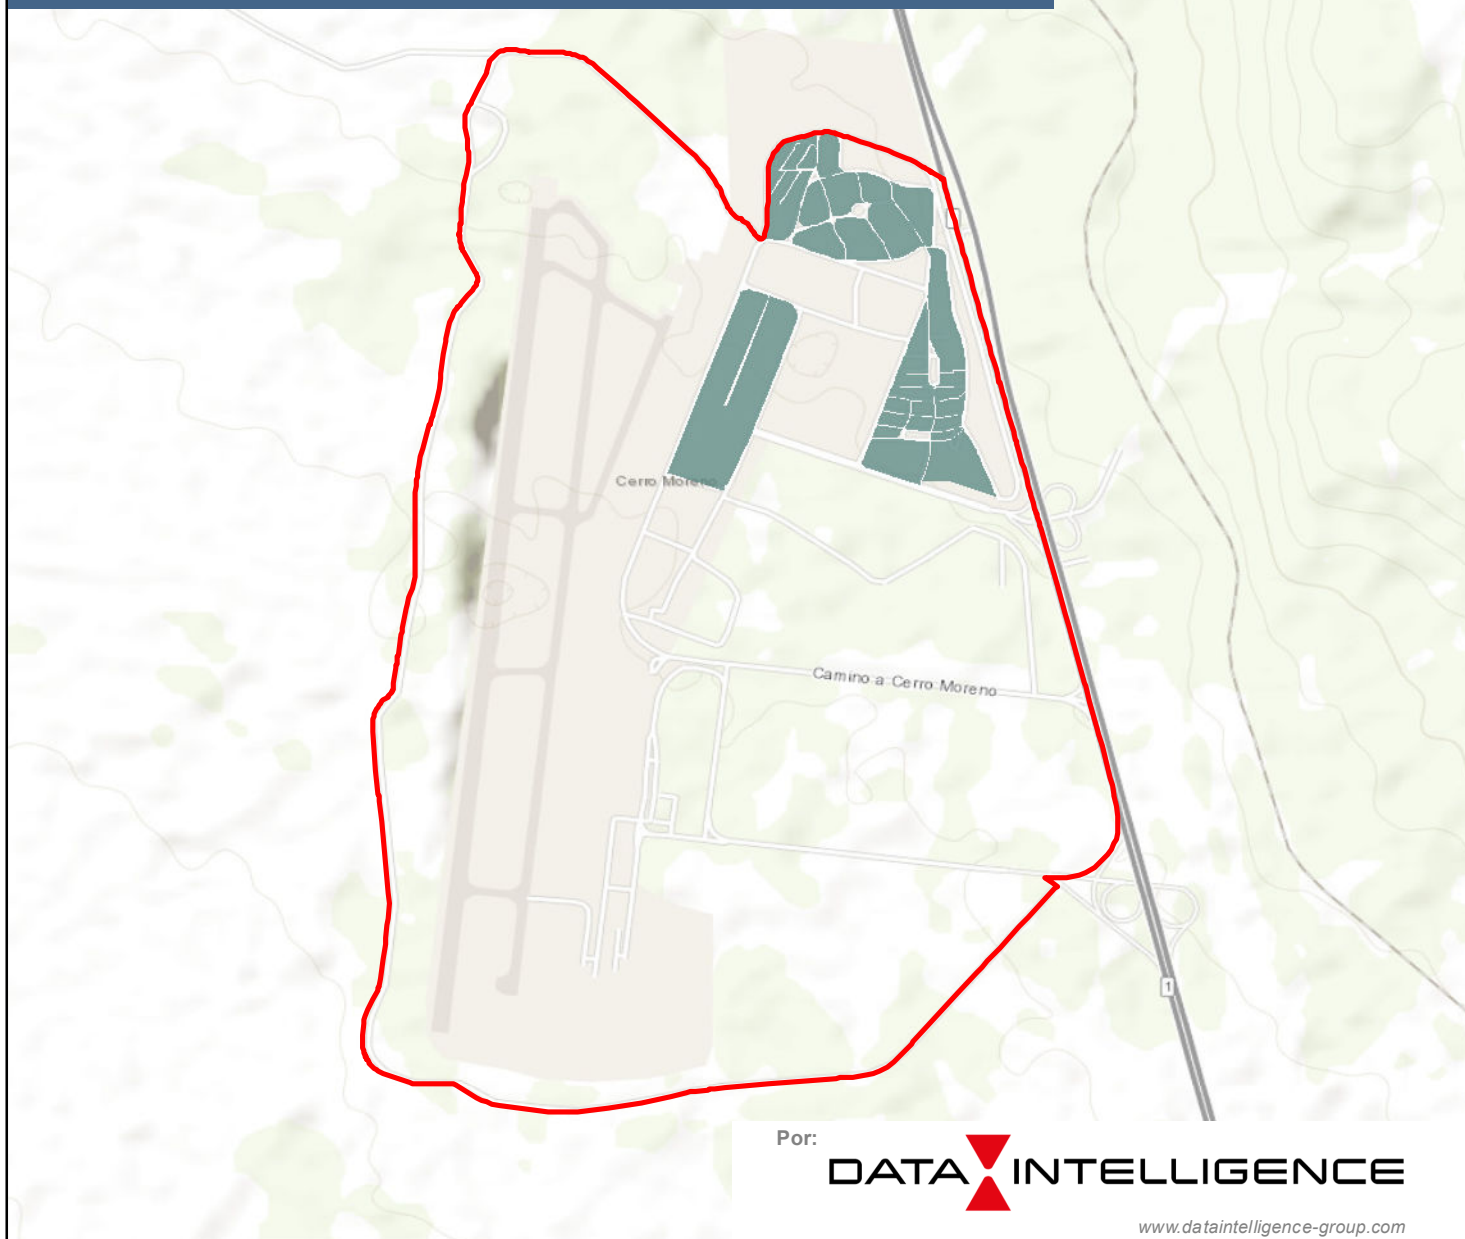 Cerro Moreno
Camino a Cerro Moreno
1
Por:
DATA INTELLIGENCE
www.dataintelligence-group.com